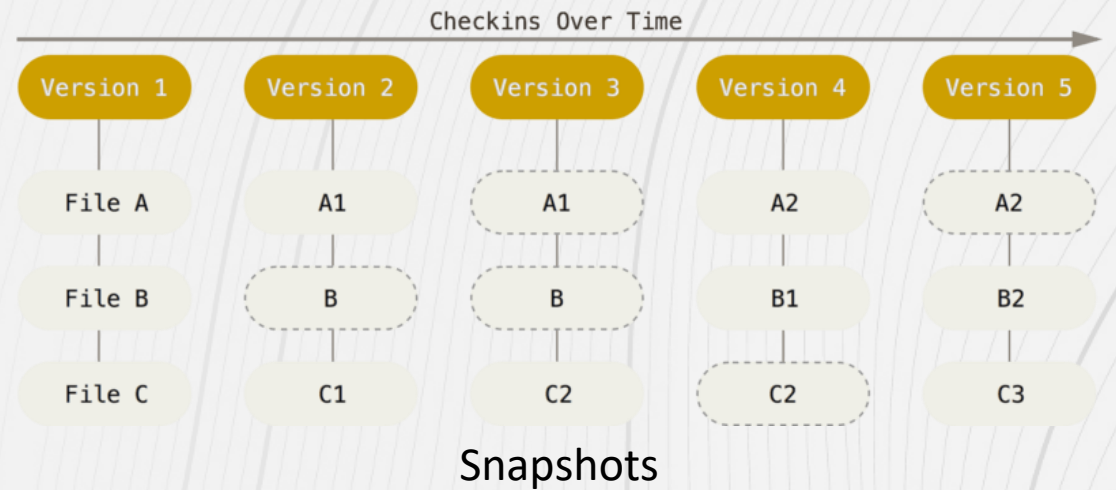 Checkins Over Time
Version 1 Version 2 Version 3 Version 4 Version 5
File A A1 A1 A2 A2
File B B B B1 B2
File C C1 C2 C2 C3
Snapshots